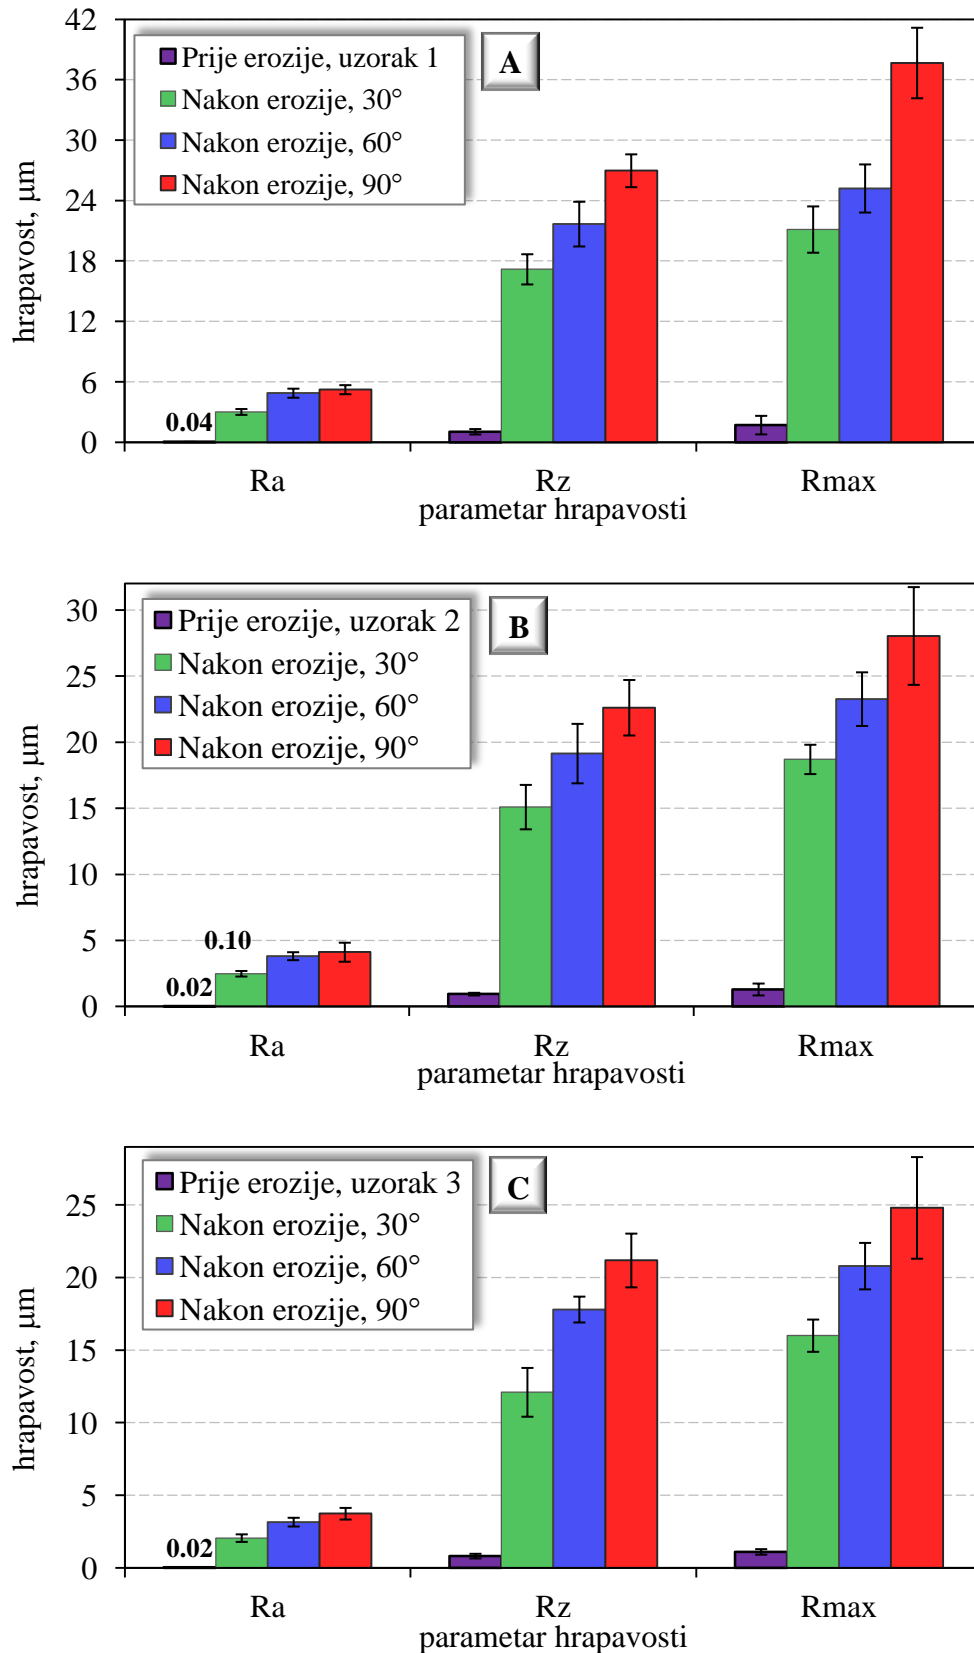 42
36
30
24
18
12
6
0
hrapavost, µm
Prije erozije, uzorak 1
Nakon erozije, 30°
Nakon erozije, 60°
Nakon erozije, 90°
A
0.04
Ra
Rz
Rmax
parametar hrapavosti
30
25
20
15
10
5
0
hrapavost, µm
Prije erozije, uzorak 2
Nakon erozije, 30°
Nakon erozije, 60°
Nakon erozije, 90°
B
0.10
0.02
Ra
Rz
Rmax
parametar hrapavosti
25
20
15
10
5
0
hrapavost, µm
Prije erozije, uzorak 3
Nakon erozije, 30°
Nakon erozije, 60°
Nakon erozije, 90°
C
0.02
Ra
Rz
Rmax
parametar hrapavosti